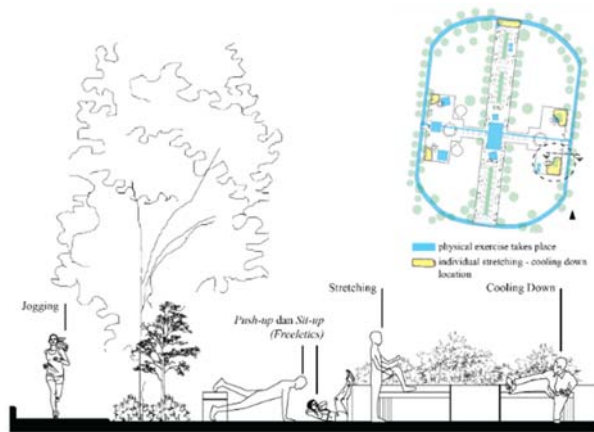 physical exercise takes place
individual stretching - cooling down
location
Jogging
Push-up dan Sit-up
(Freeletics)
Stretching
Cooling Down